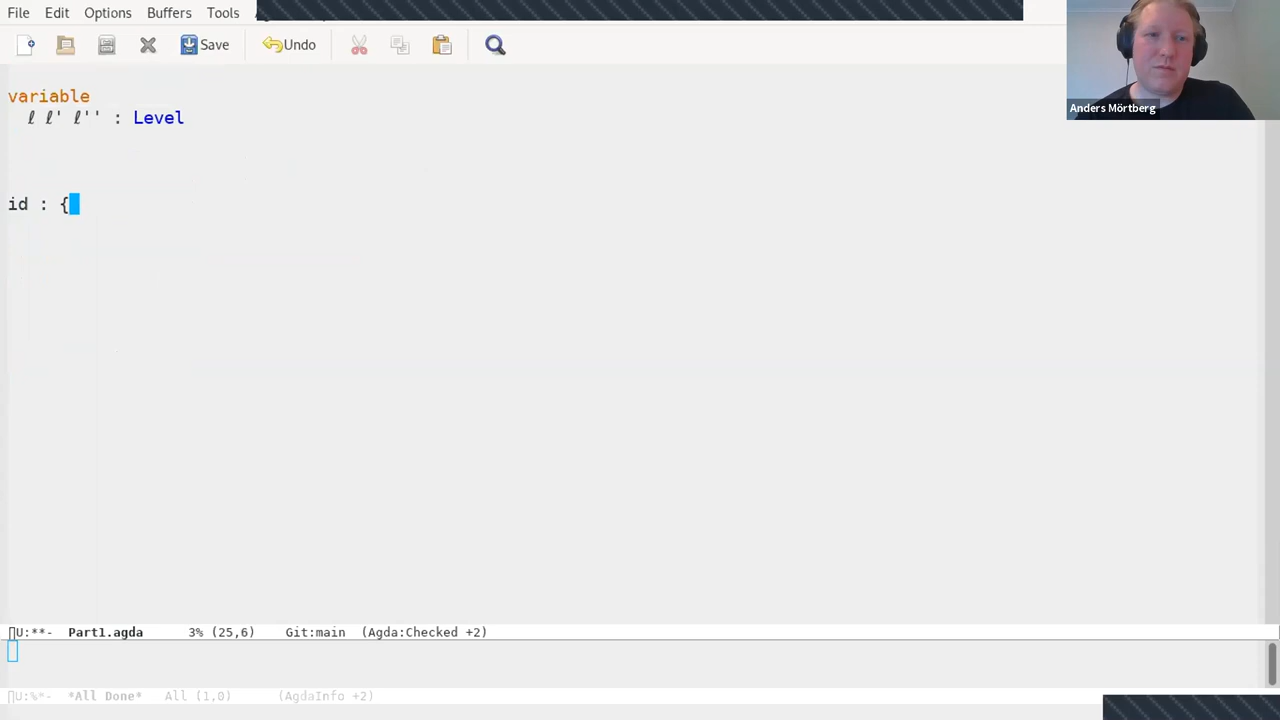 File Edit Options Buffers Tools
Save Undo
Anders Mörtberg
variable
ℓ ℓ' ℓ'' : Level
id : {
U:**- Part1.agda 3% (25,6) Git:main (Agda:Checked +2)
U:%*- *All Done* All (1,0) (AgdaInfo +2)